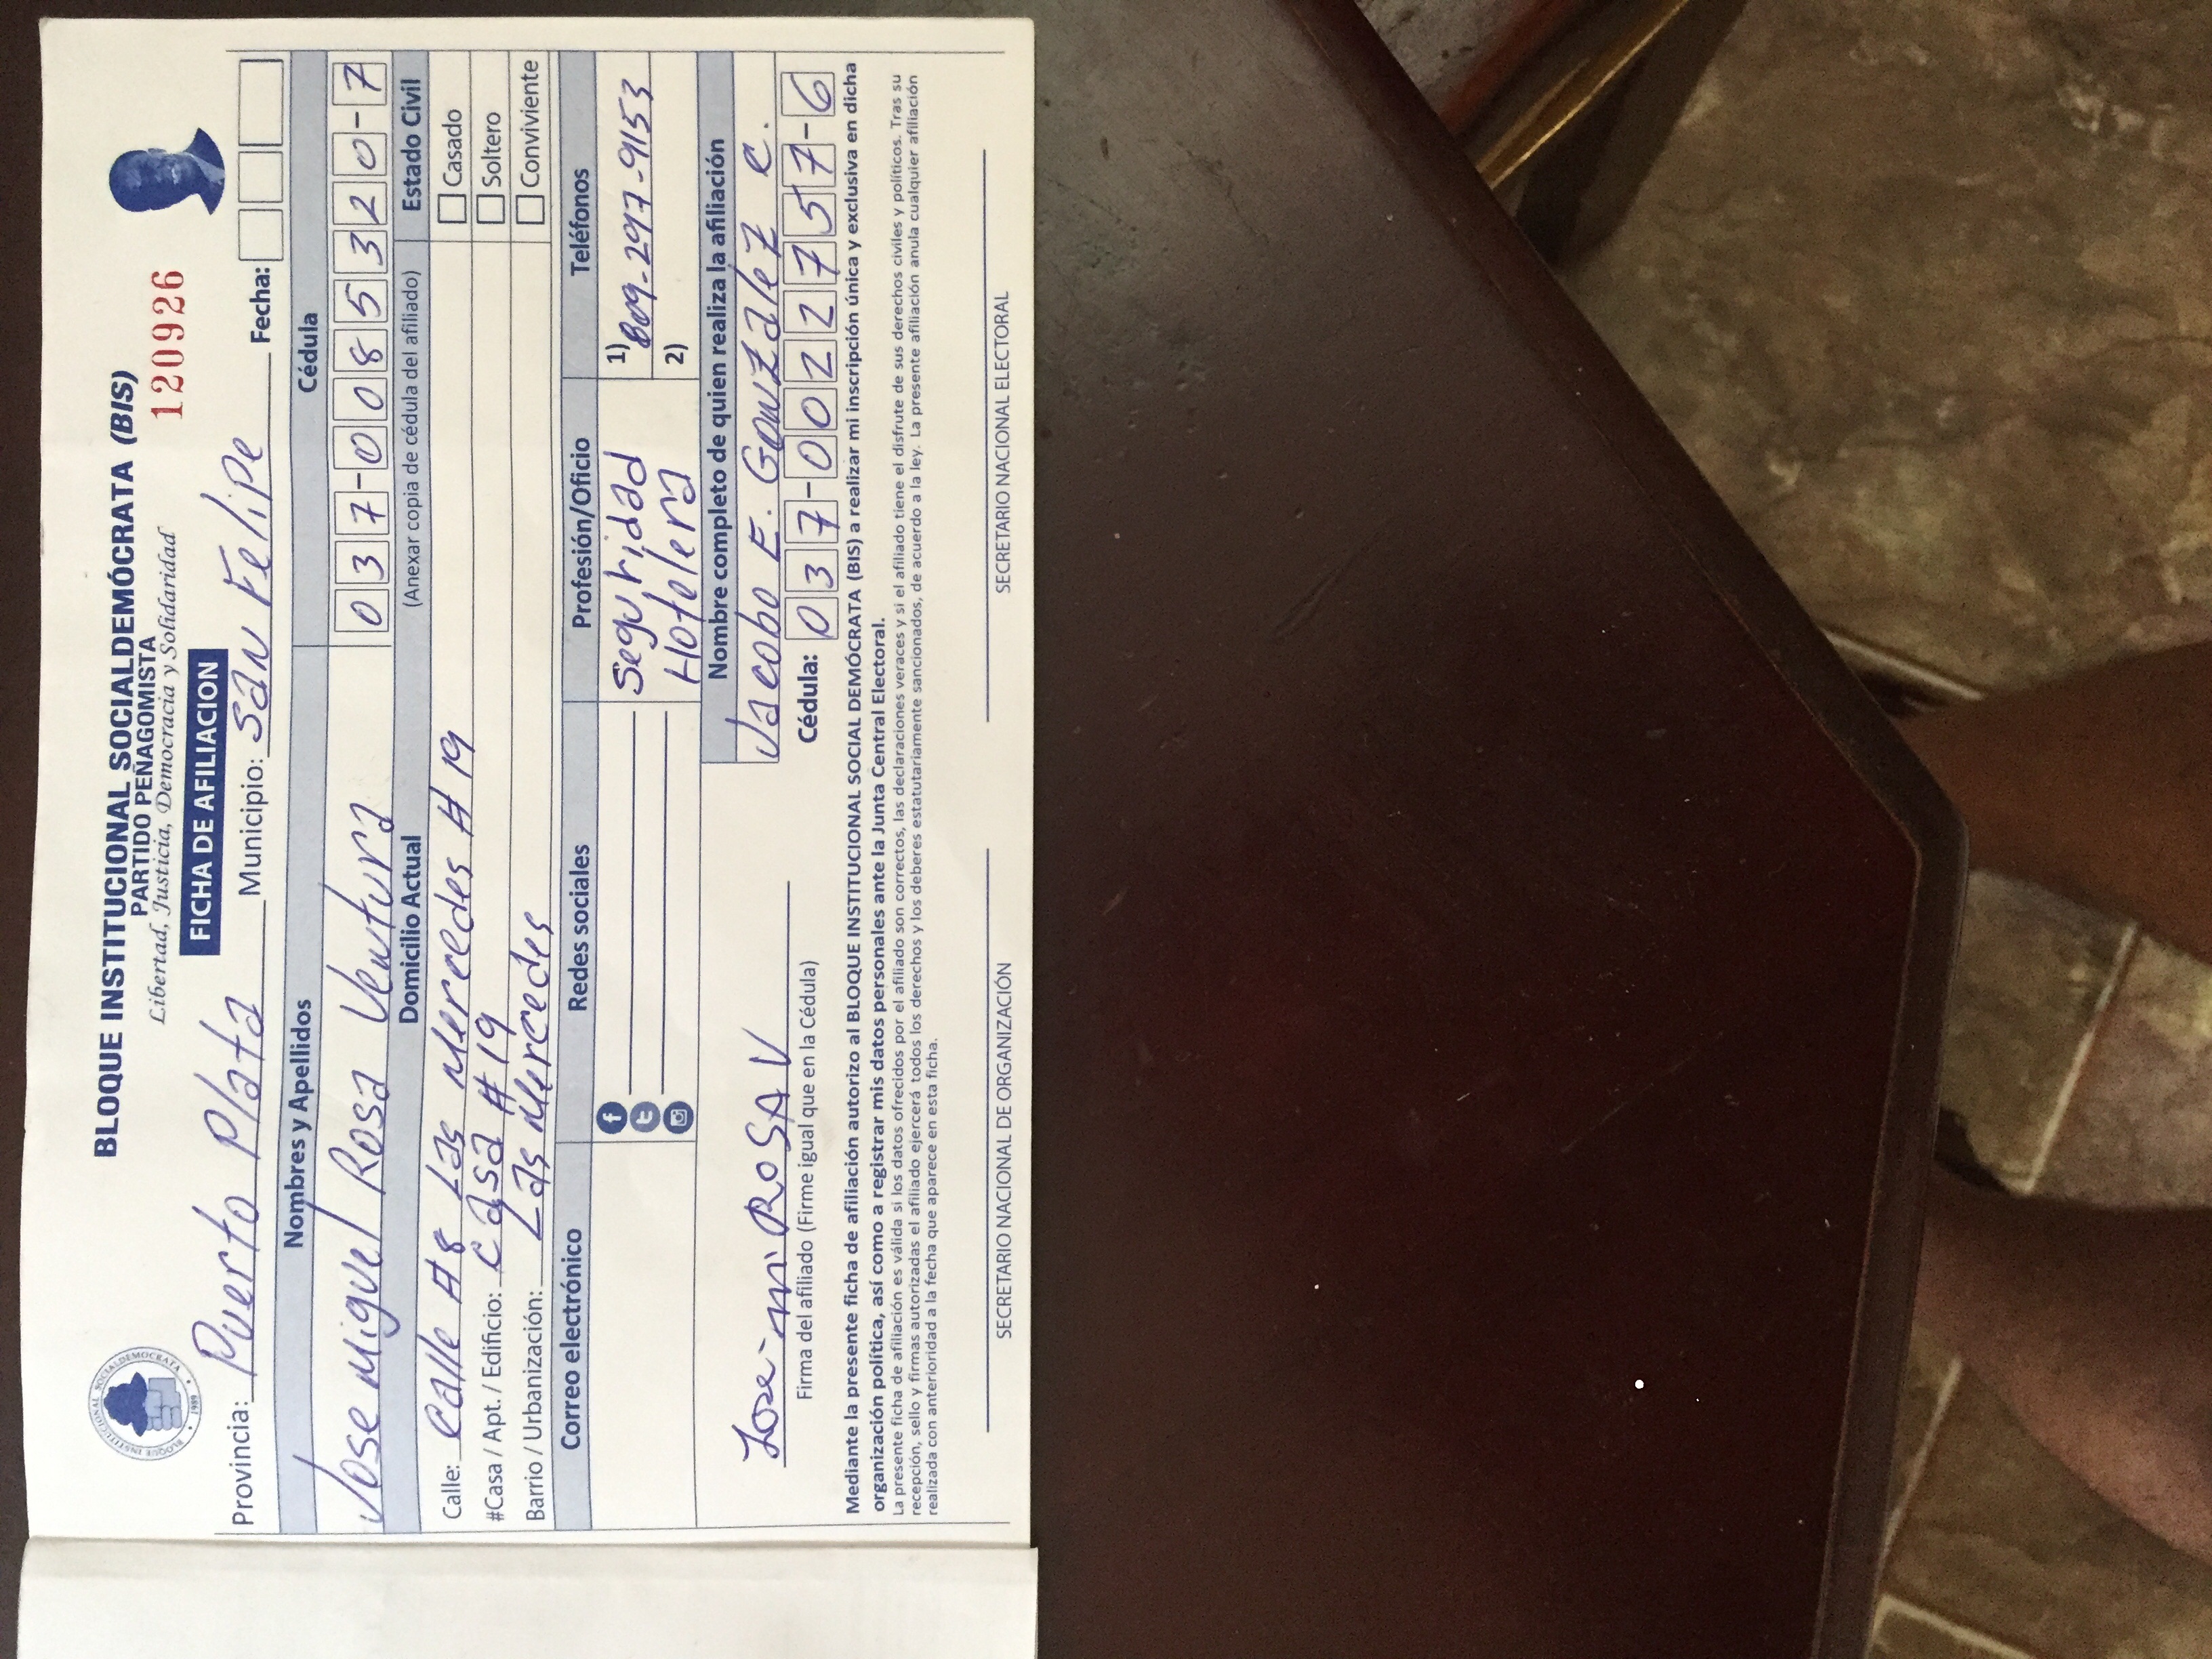 BLOQUE INSTITUCIONAL SOCIALDEMÓCRATA (BIS)
PARTIDO PEÑAGOMISTA
Libertad, Justicia, Democracia y Solidaridad
120926
FICHA DE AFILIACION
Provincia: Puerto Plata Municipio: San Felipe Fecha:
Nombres y Apellidos Cédula
Jose Miguel Rosa Ventura 037-0085320-7
Domicilio Actual (Anexar copia de cédula del afiliado) Estado Civil
Calle: Calle #8 Las Mercedes #19 Casado
#Casa / Apt. / Edificio: Casa #19 Soltero
Barrio / Urbanización: Las Mercedes Conviviente
Correo electrónico Redes sociales Profesión/Oficio Teléfonos
Seguridad 1) 809-297-9153
Hotelera 2)
Nombre completo de quien realiza la afiliación
Jose mi RoSA V Jacobo E. Gonzalez C.
Firma del afiliado (Firme igual que en la Cédula) Cédula: 037-0022757-6
Mediante la presente ficha de afiliación autorizo al BLOQUE INSTITUCIONAL SOCIAL DEMÓCRATA (BIS) a realizar mi inscripción única y exclusiva en dicha
organización política, así como a registrar mis datos personales ante la Junta Central Electoral.
La presente ficha de afiliación es válida si los datos ofrecidos por el afiliado son correctos, las declaraciones veraces y si el afiliado tiene el disfrute de sus derechos civiles y políticos. Tras su
recepción, sello y firmas autorizadas el afiliado ejercerá todos los derechos y los deberes estatutariamente sancionados, de acuerdo a la ley. La presente afiliación anula cualquier afiliación
realizada con anterioridad a la fecha que aparece en esta ficha.
SECRETARIO NACIONAL DE ORGANIZACIÓN SECRETARIO NACIONAL ELECTORAL